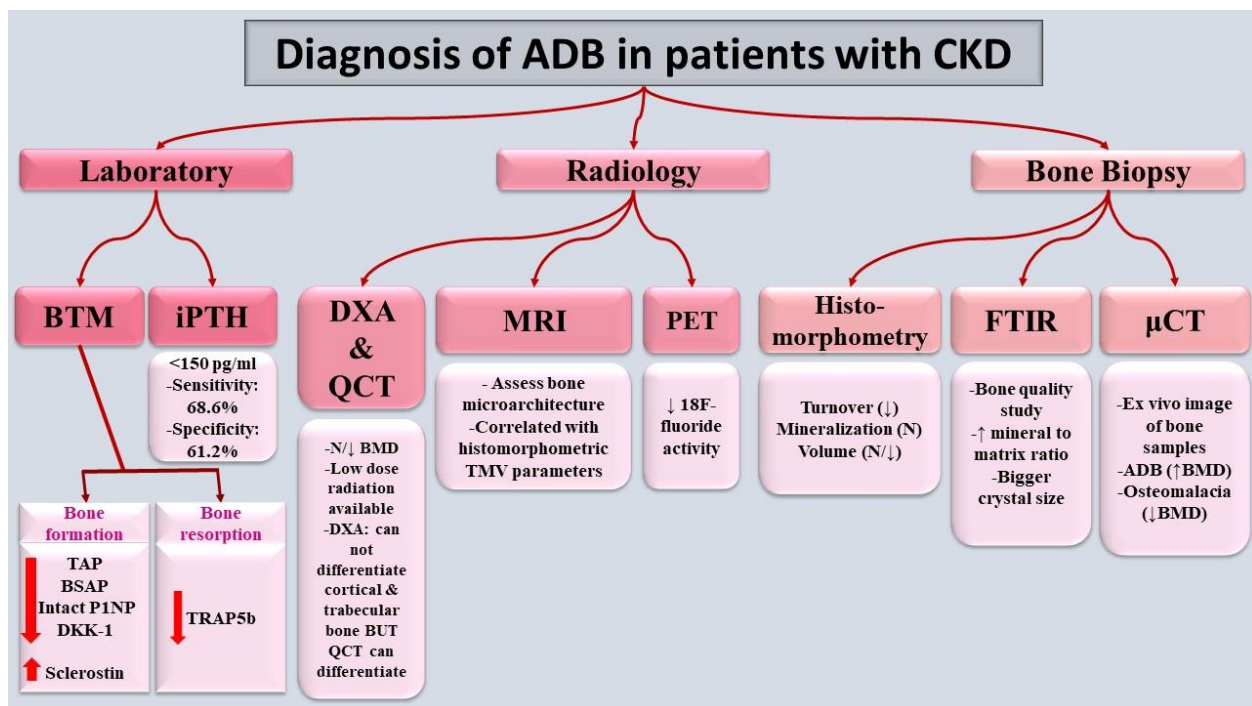 Diagnosis of ADB in patients with CKD
Laboratory
Radiology
Bone Biopsy
BTM
iPTH
<150 pg/ml
-Sensitivity:
68.6%
-Specificity:
61.2%
Bone
formation
TAP
BSAP
Intact P1NP
DKK-1
Sclerostin
Bone
resorption
TRAP5b
DXA
&
QCT
-N/↓ BMD
-Low dose
radiation
available
-DXA: can
not
differentiate
cortical &
trabecular
bone BUT
QCT can
differentiate
MRI
- Assess bone
microarchitecture
-Correlated with
histomorphometric
TMV parameters
PET
↓ 18F-
fluoride
activity
Histo-
morphometry
Turnover (↓)
Mineralization (N)
Volume (N/↓)
FTIR
-Bone quality
study
-↑ mineral to
matrix ratio
-Bigger
crystal size
µCT
-Ex vivo image
of bone
samples
-ADB (↑BMD)
-Osteomalacia
(↓BMD)